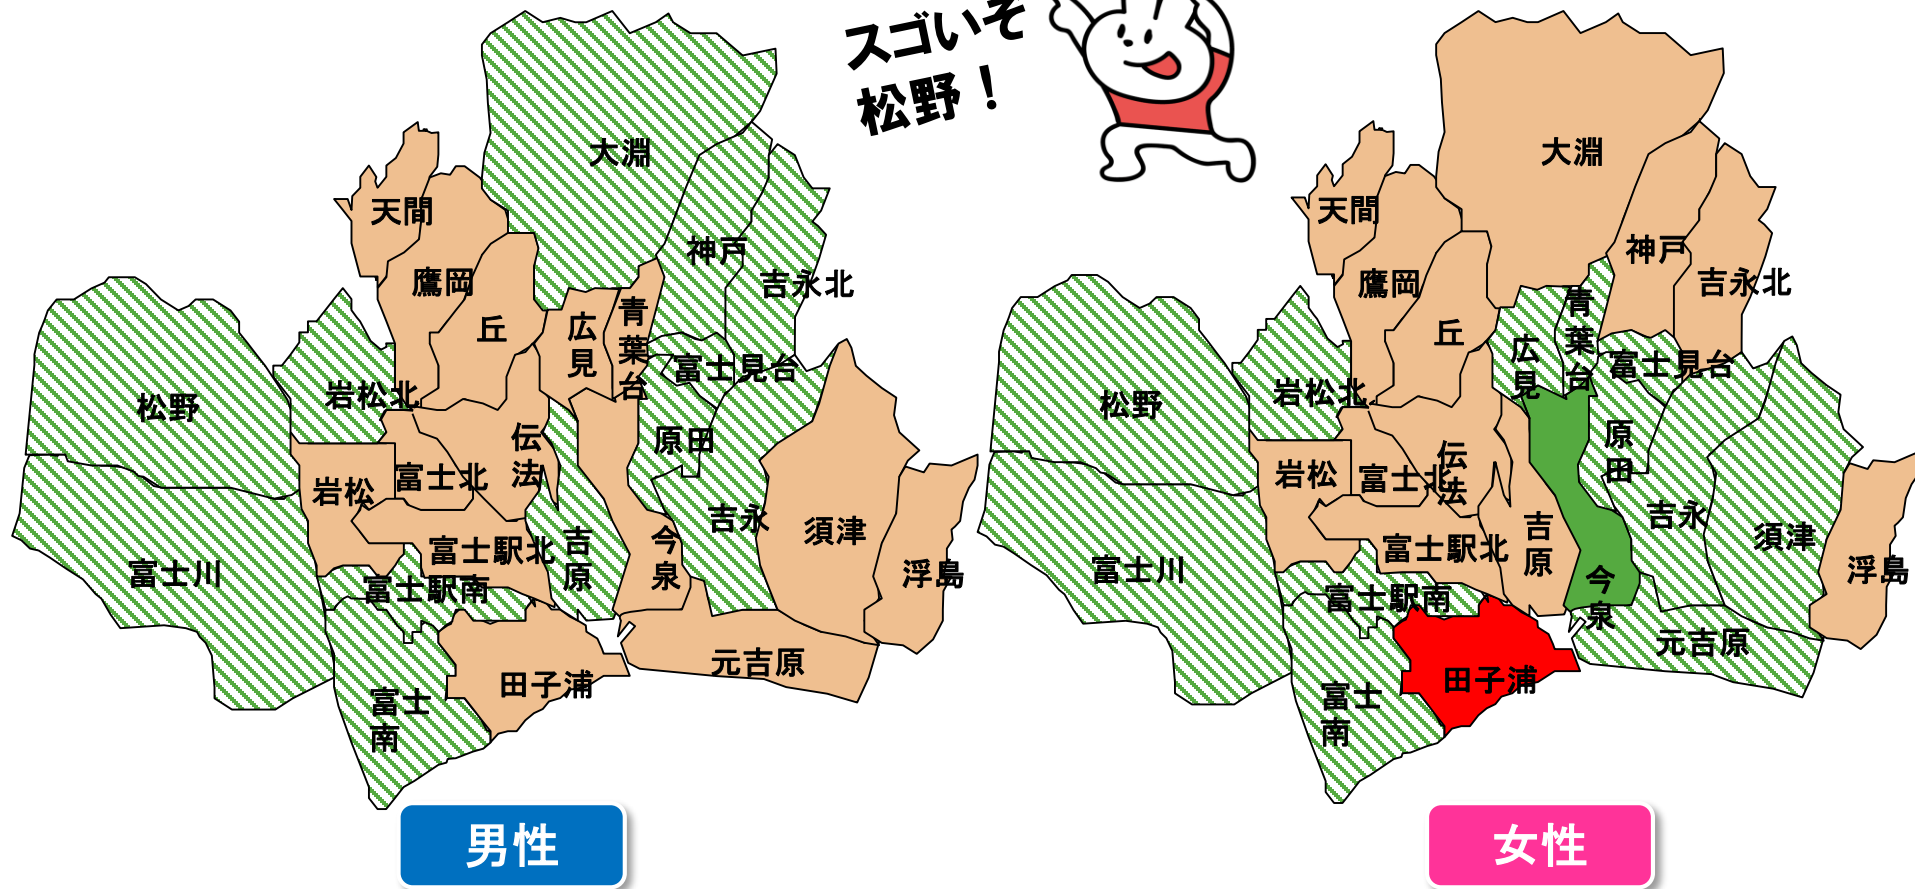 スゴいぞ
松野！
大淵
天間
神戸
吉永北
鷹岡
丘
広見
青葉台
富士見台
松野
岩松北
原田
伝法
岩松
富士北
吉永
須津
富士駅北
吉原
今泉
浮島
富士川
富士駅南
元吉原
田子浦
富士南
男性
大淵
天間
神戸
吉永北
鷹岡
丘
広見
青葉台
富士見台
松野
岩松北
原田
伝法
岩松
富士北
吉永
須津
富士駅北
吉原
今泉
浮島
富士川
富士駅南
元吉原
田子浦
富士南
女性